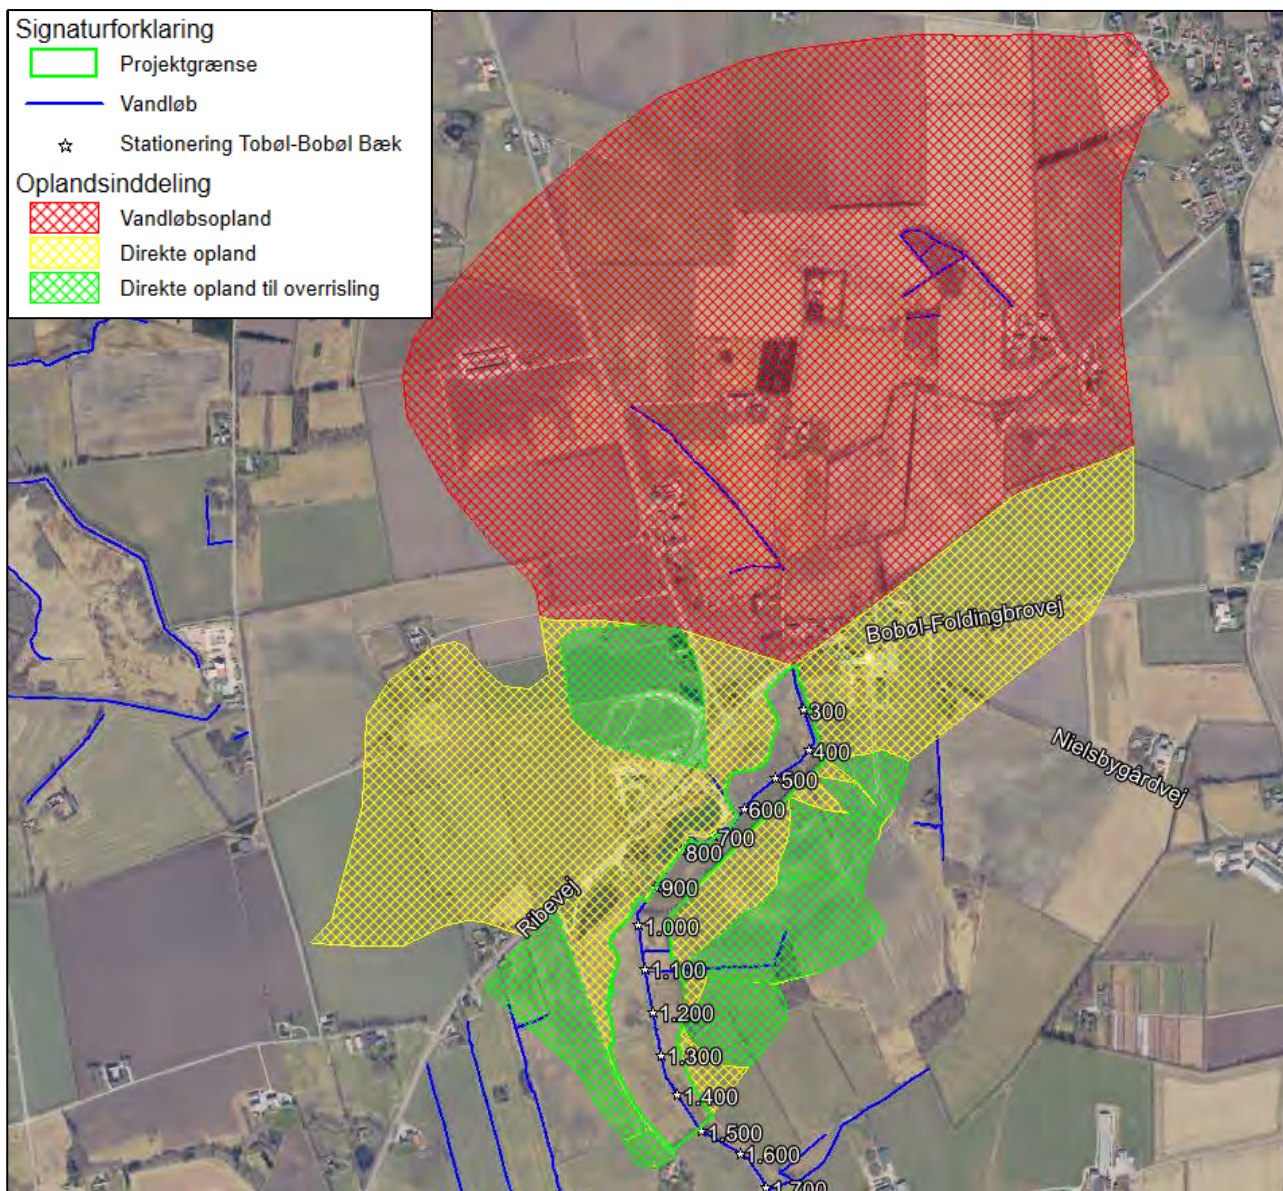 Signaturforklaring
Projektgrænse
Vandløb
Stationering Tobøl-Bobøl Bæk
Oplandsinddeling
Vandløbsopland
Direkte opland
Direkte opland til overrisling
Bobøl-Foldingbrovej
Nielsbygårdvej
Ribevej
300
400
500
600
700
800
900
1.000
1.100
1.200
1.300
1.400
1.500
1.600
1.700